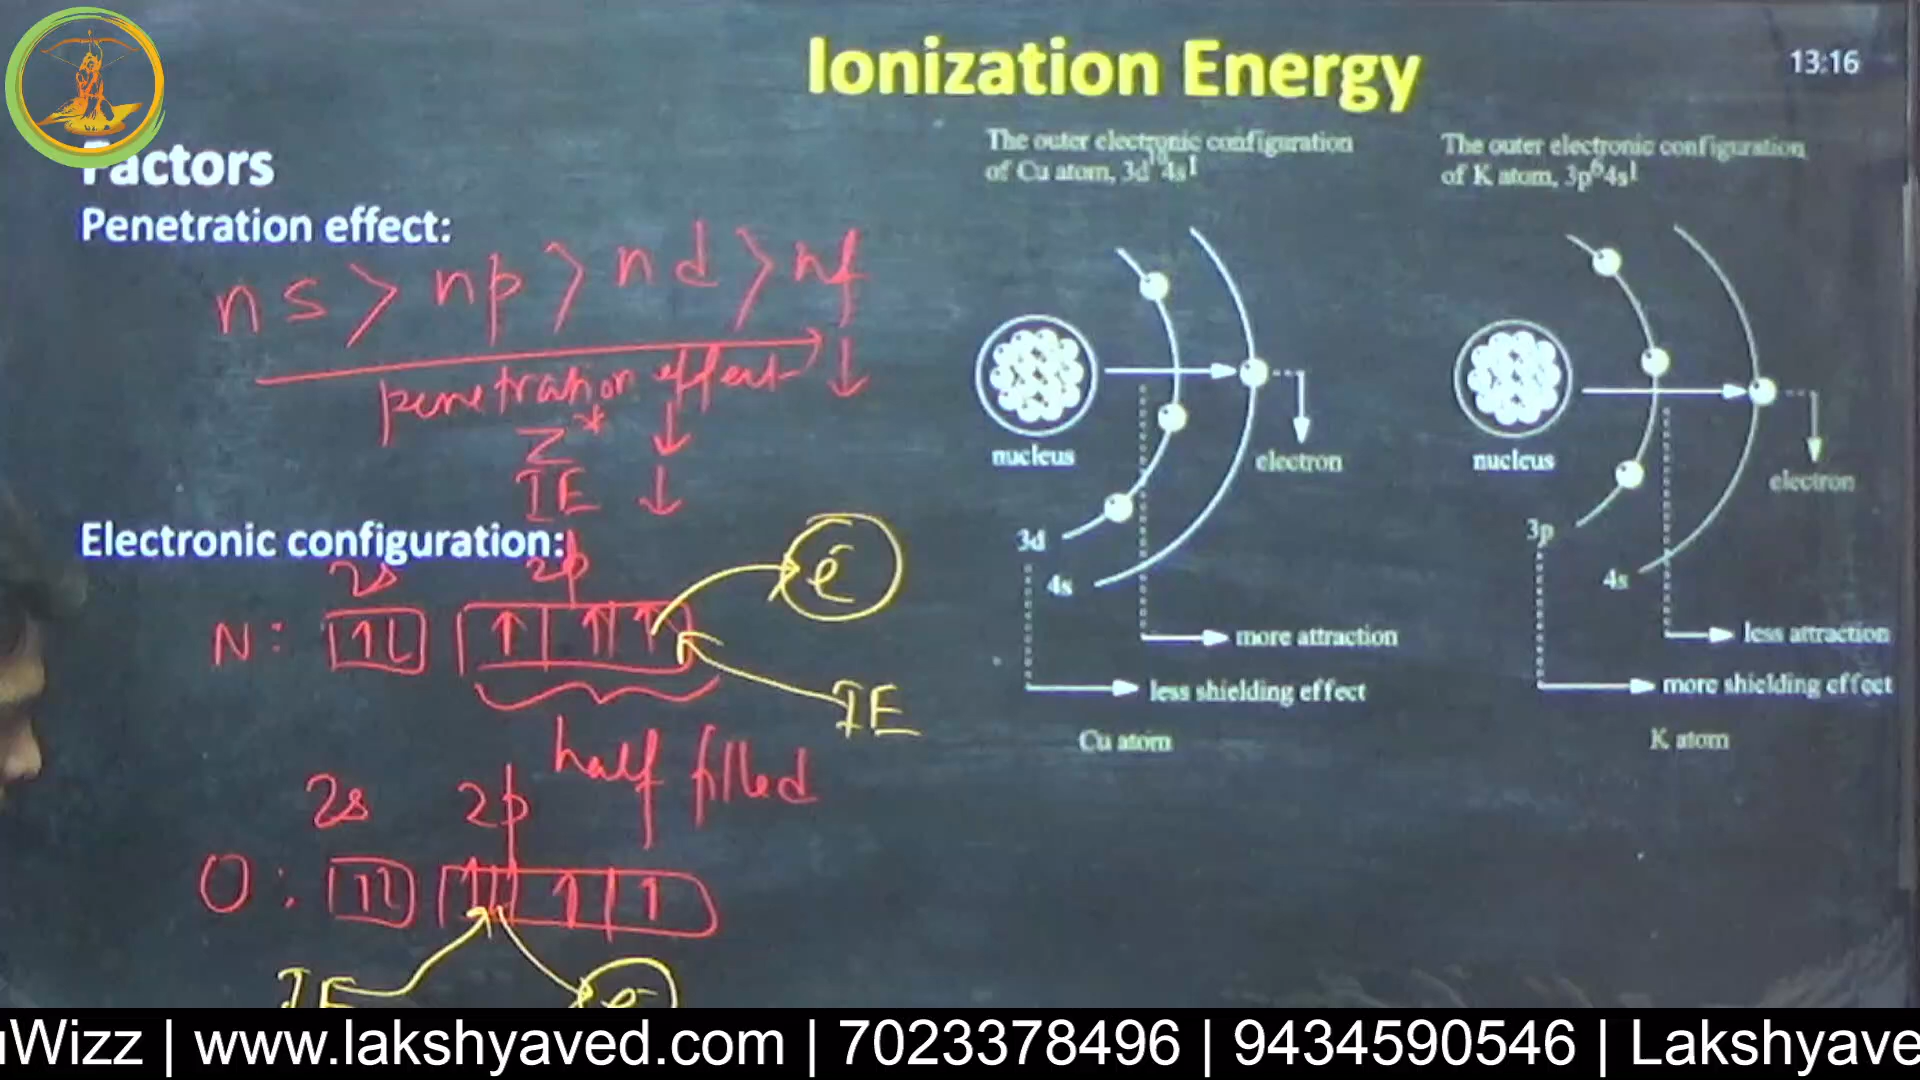 Ionization Energy
13:16
Factors
Penetration effect:
ns > np > nd > nf
penetration effect ↓
Z* ↓
IE ↓
Electronic configuration:
2s 2p
N: ↑↓ ↑ ↑ ↑
e⁻
IE
half filled
2s 2p
O: ↑↓ ↑↓ ↑ ↑
IE
e⁻
The outer electronic configuration
of Cu atom, 3d¹⁰4s¹
nucleus
electron
3d
4s
more attraction
less shielding effect
Cu atom
The outer electronic configuration
of K atom, 3p⁶4s¹
nucleus
electron
3p
4s
less attraction
more shielding effect
K atom
uWizz | www.lakshyaved.com | 7023378496 | 9434590546 | Lakshyave